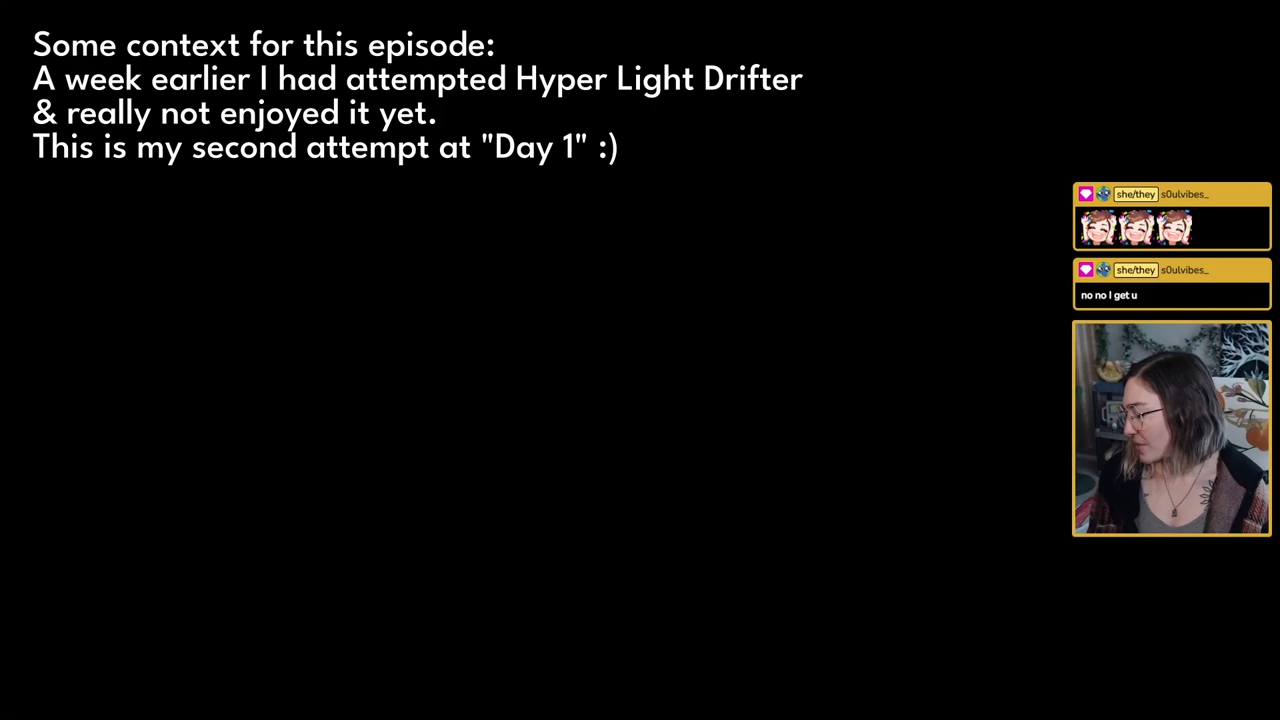 Some context for this episode:
A week earlier I had attempted Hyper Light Drifter
& really not enjoyed it yet.
This is my second attempt at "Day 1" :)
she/they s0ulvibes_
she/they s0ulvibes_
no no I get u